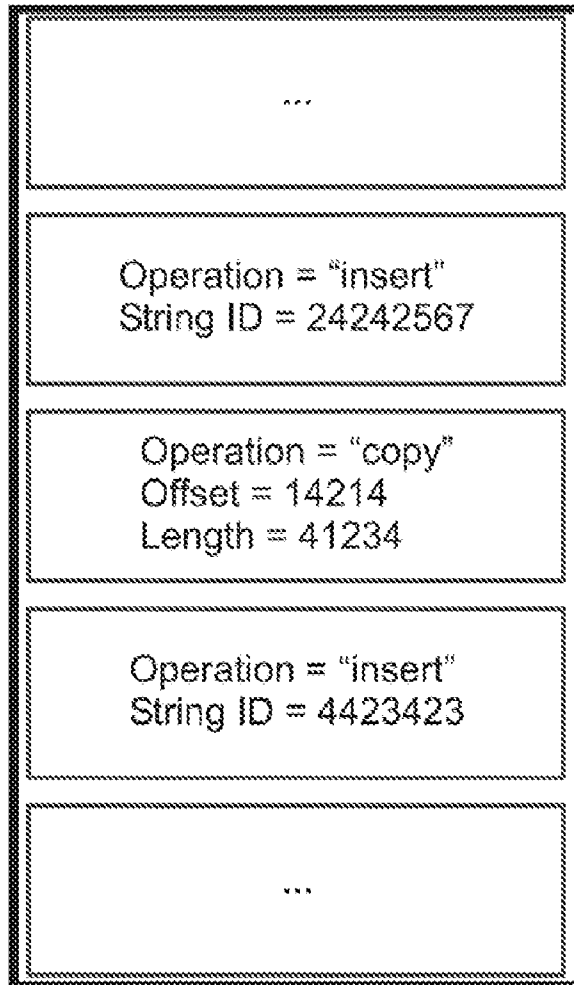 ...
Operation = “insert”
String ID = 24242567
Operation = “copy”
Offset = 14214
Length = 41234
Operation = “insert”
String ID = 4423423
...